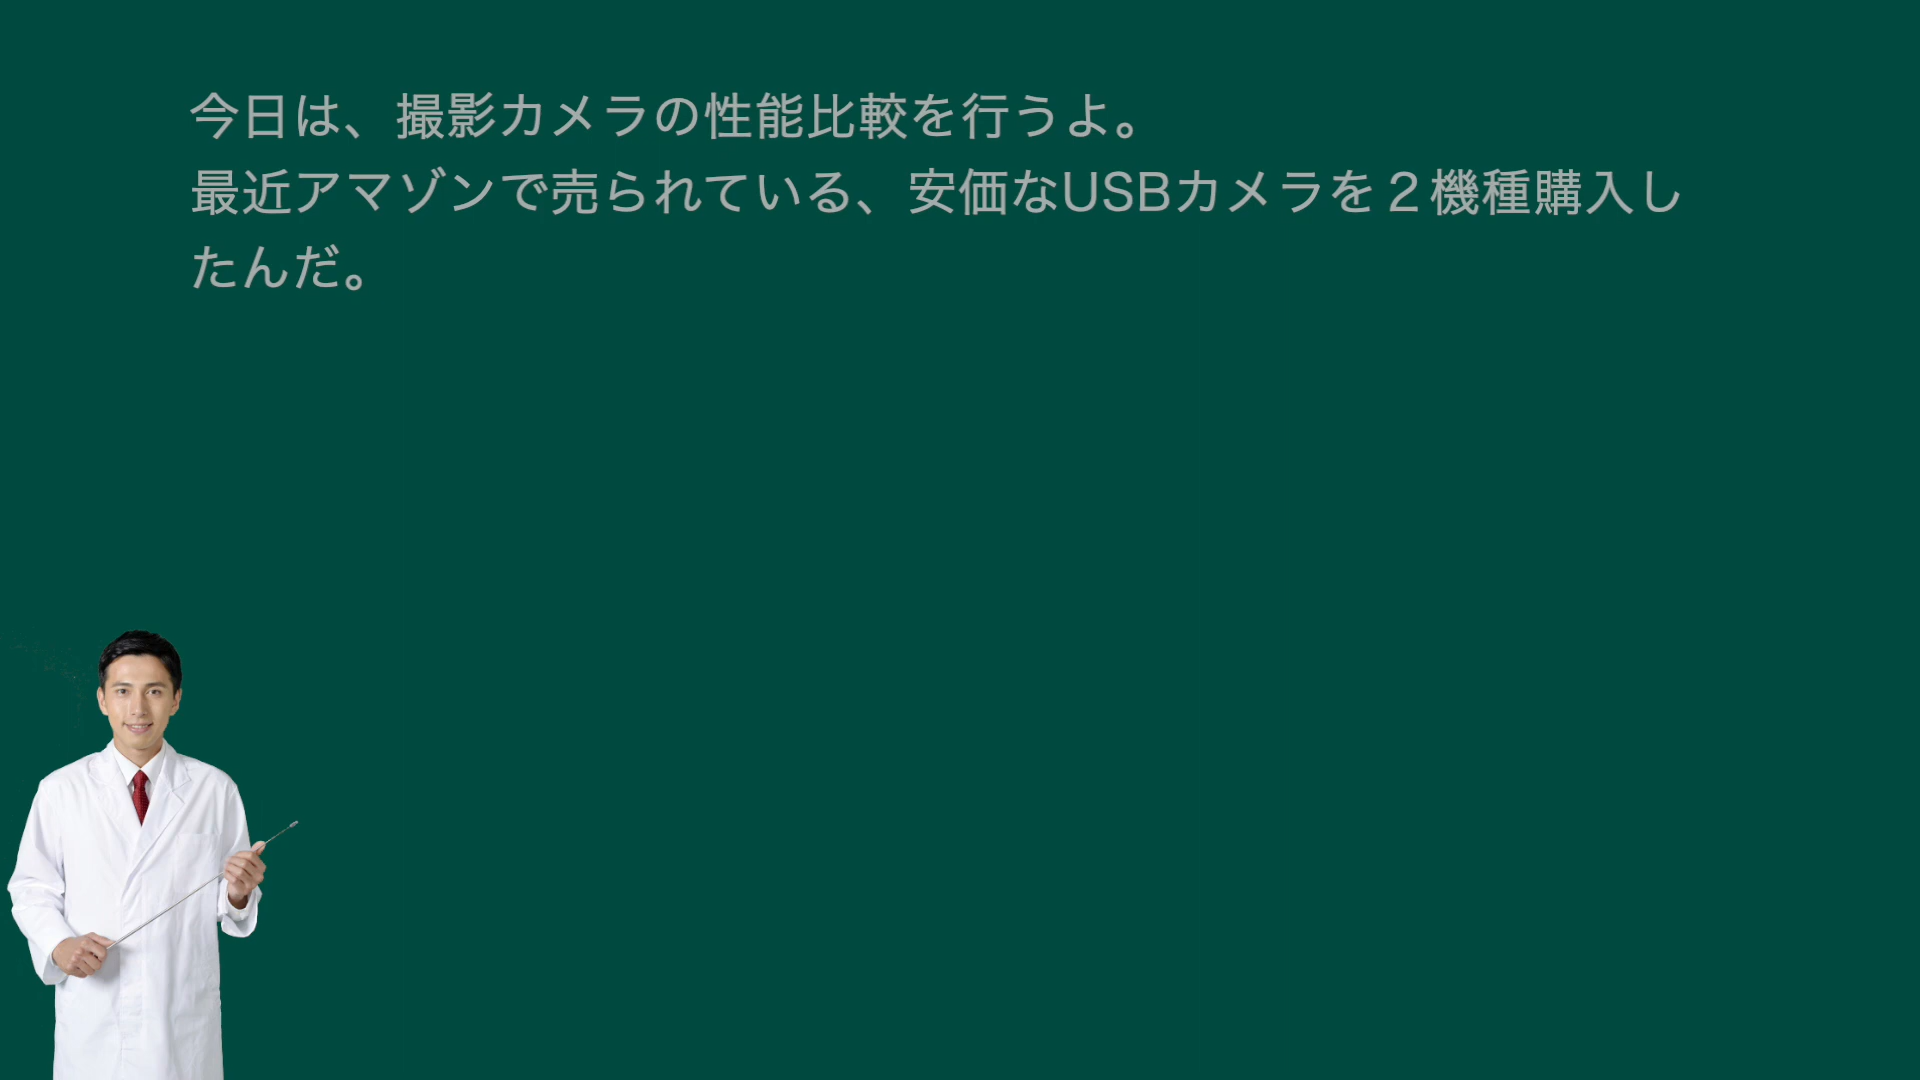 今日は、撮影カメラの性能比較を行うよ。
最近アマゾンで売られている、安価なUSBカメラを２機種購入し
たんだ。